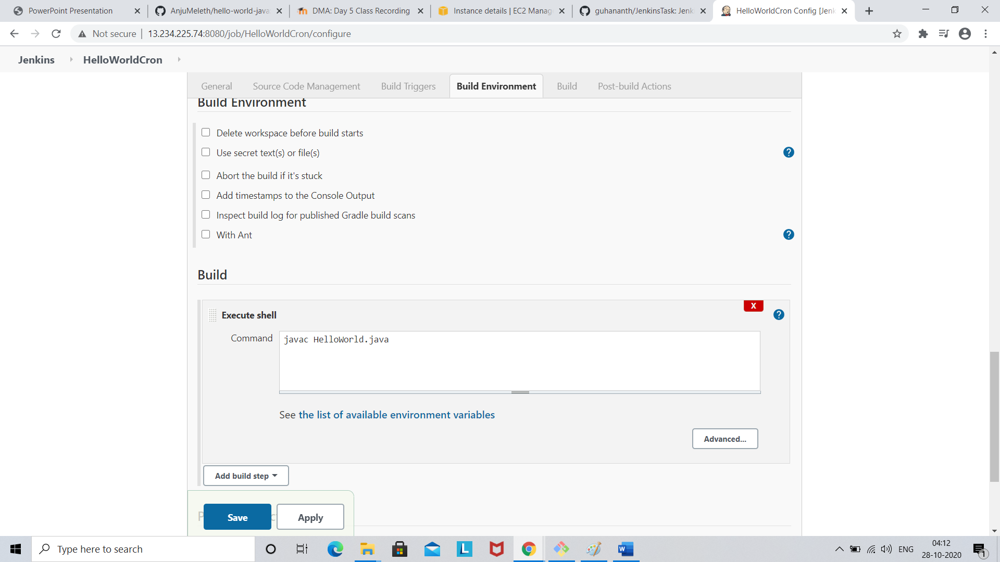 PowerPoint Presentation
AnjuMeleth/hello-world-java
DMA: Day 5 Class Recording
Instance details | EC2 Manag
guhananth/JenkinsTask: Jenk
HelloWorldCron Config [Jenk
Not secure
13.234.225.74:8080/job/HelloWorldCron/configure
Jenkins
HelloWorldCron
General
Source Code Management
Build Triggers
Build Environment
Build
Post-build Actions
Build Environment
Delete workspace before build starts
Use secret text(s) or file(s)
?
Abort the build if it's stuck
Add timestamps to the Console Output
Inspect build log for published Gradle build scans
With Ant
?
Build
X
Execute shell
?
Command
javac HelloWorld.java
See the list of available environment variables
Advanced...
Add build step
Save
Apply
Type here to search
L
W
ENG
04:12
28-10-2020
1